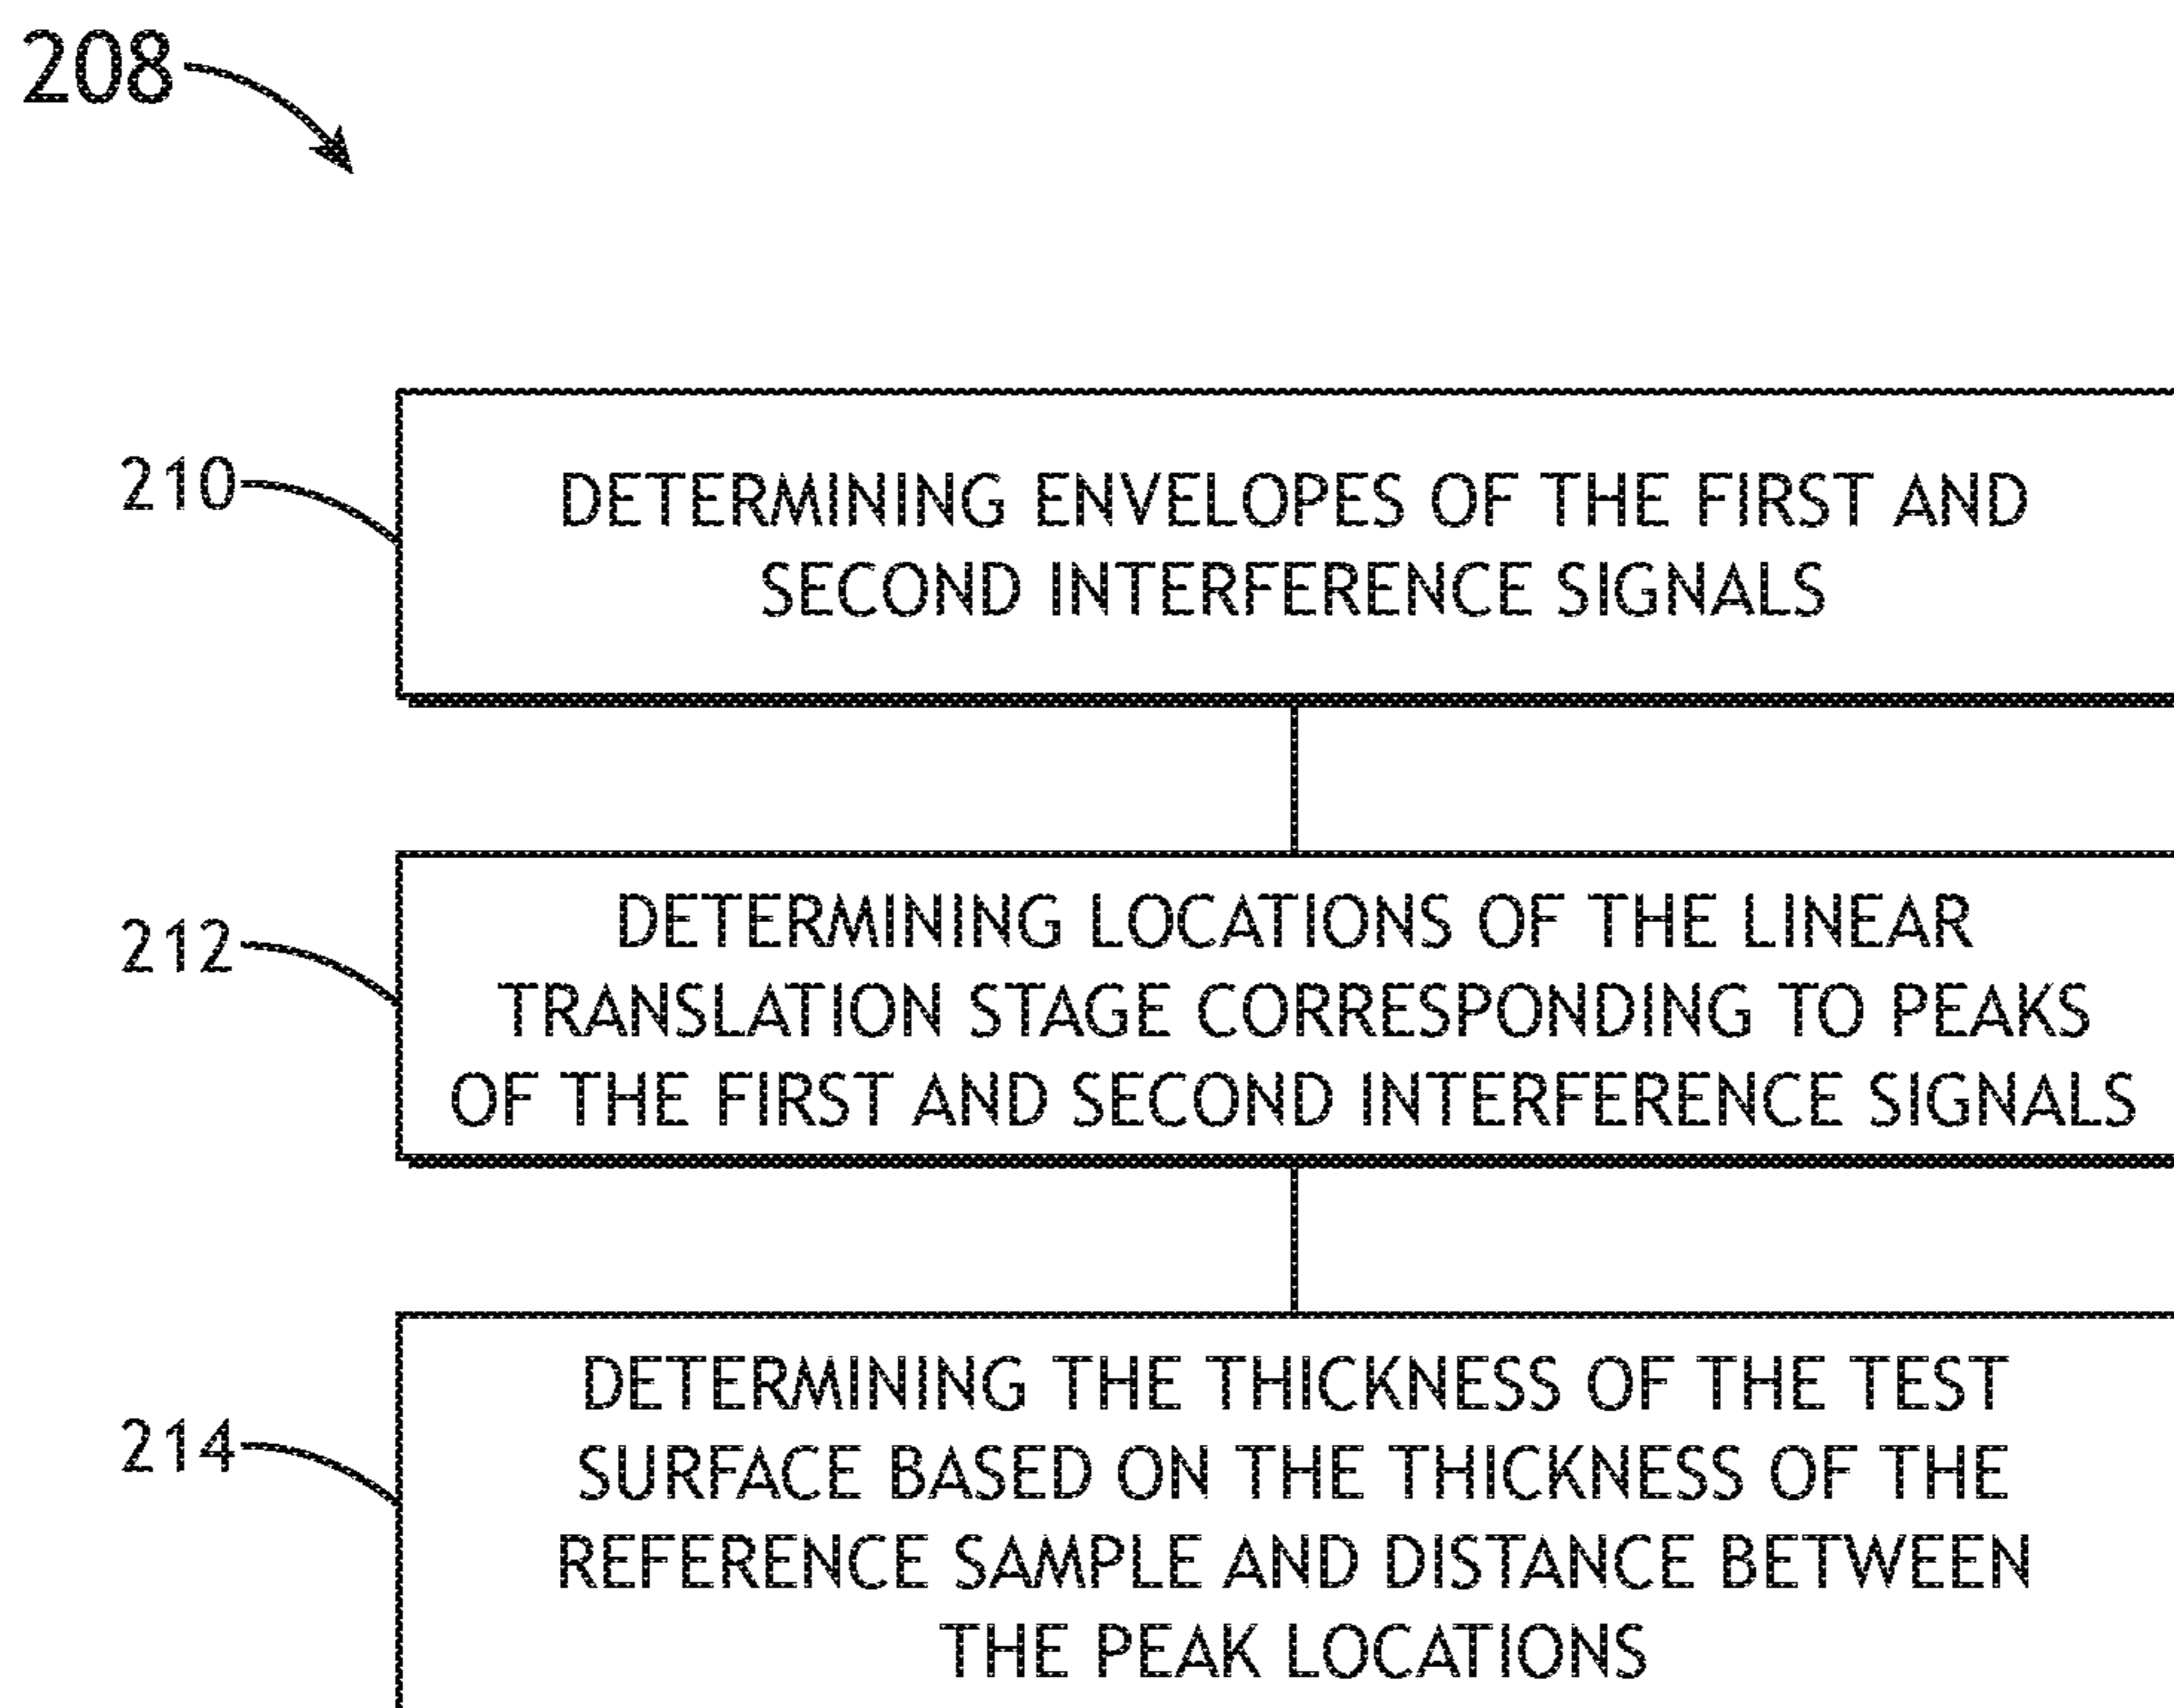 208
210
DETERMINING ENVELOPES OF THE FIRST AND
SECOND INTERFERENCE SIGNALS
212
DETERMINING LOCATIONS OF THE LINEAR
TRANSLATION STAGE CORRESPONDING TO PEAKS
OF THE FIRST AND SECOND INTERFERENCE SIGNALS
214
DETERMINING THE THICKNESS OF THE TEST
SURFACE BASED ON THE THICKNESS OF THE
REFERENCE SAMPLE AND DISTANCE BETWEEN
THE PEAK LOCATIONS